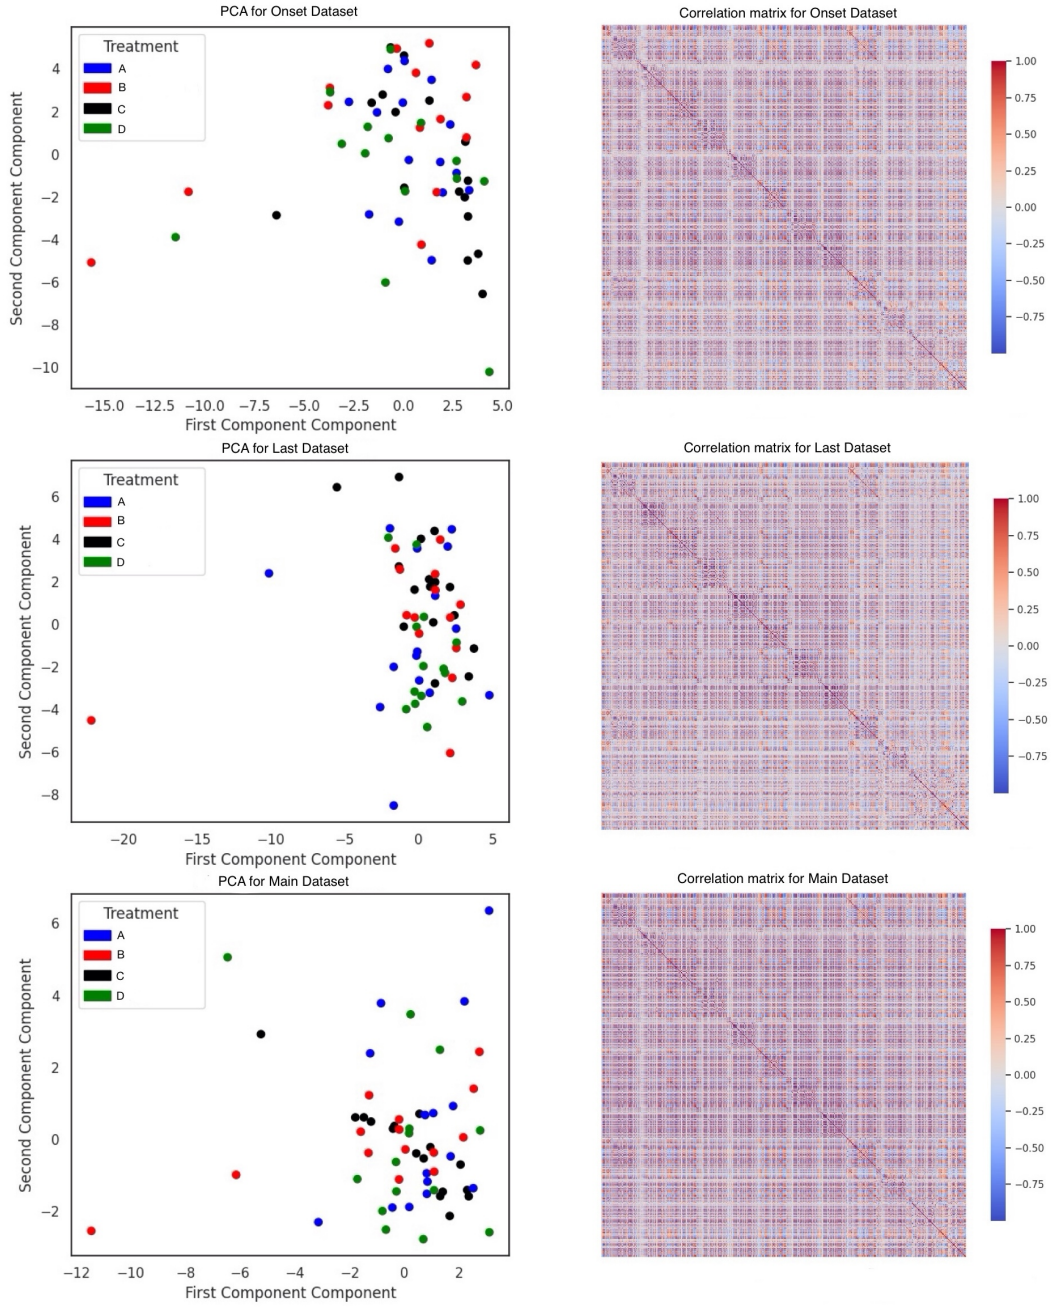 PCA for Onset Dataset
Treatment
A
B
C
D
4
2
0
−2
−4
−6
−8
−10
Second Component Component
−15.0 −12.5 −10.0 −7.5 −5.0 −2.5 0.0 2.5 5.0
First Component Component
Correlation matrix for Onset Dataset
1.00
0.75
0.50
0.25
0.00
−0.25
−0.50
−0.75
PCA for Last Dataset
Treatment
A
B
C
D
6
4
2
0
−2
−4
−6
−8
Second Component Component
−20 −15 −10 −5 0 5
First Component Component
Correlation matrix for Last Dataset
1.00
0.75
0.50
0.25
0.00
−0.25
−0.50
−0.75
PCA for Main Dataset
Treatment
A
B
C
D
6
4
2
0
−2
Second Component Component
−12 −10 −8 −6 −4 −2 0 2
First Component Component
Correlation matrix for Main Dataset
1.00
0.75
0.50
0.25
0.00
−0.25
−0.50
−0.75